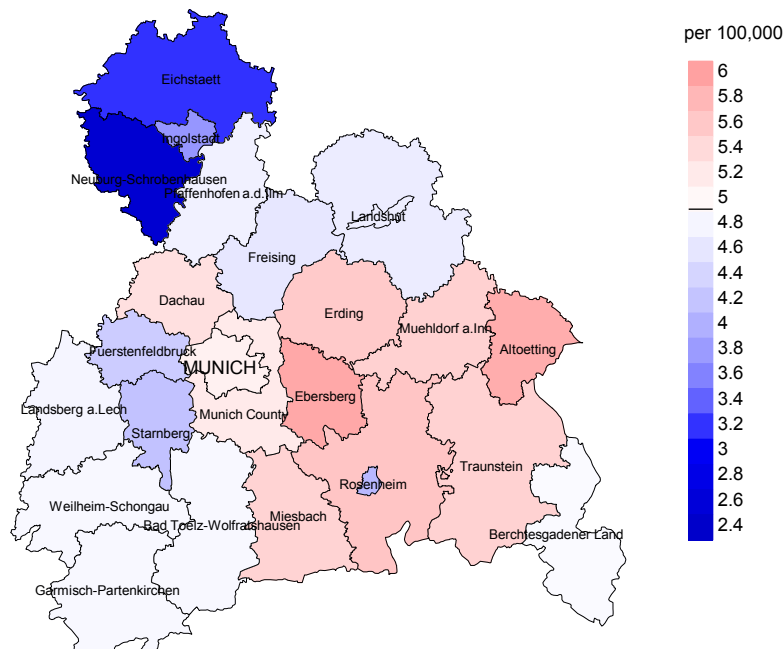 per 100,000
6
5.8
5.6
5.4
5.2
5
4.8
4.6
4.4
4.2
4
3.8
3.6
3.4
3.2
3
2.8
2.6
2.4
Eichstaett
Ingolstadt
Neuburg-Schrobenhausen
Pfaffenhofen a.d.Ilm
Landshut
Freising
Dachau
Erding
Muehldorf a.Inn
Altoetting
Fuerstenfeldbruck
MUNICH
Ebersberg
Landsberg a.Lech
Munich County
Starnberg
Traunstein
Rosenheim
Weilheim-Schongau
Miesbach
Bad Toelz-Wolfratshausen
Berchtesgadener Land
Garmisch-Partenkirchen